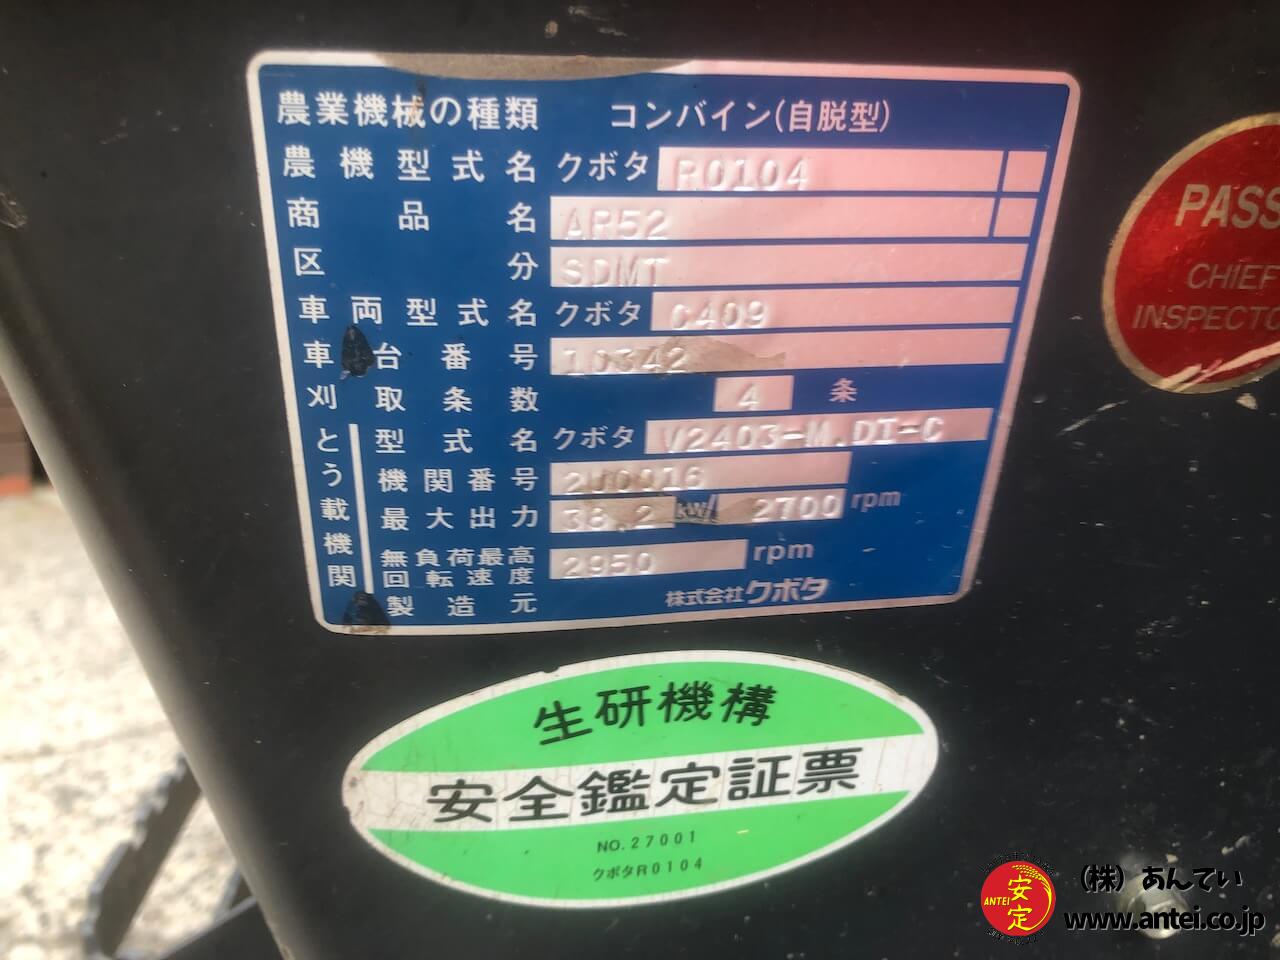 農業機械の種類 コンバイン(自脱型)
農機型式名 クボタ R0104
商品名 AR52
区分 SDMT
車両型式名 クボタ C409
車台番号 10342
刈取条数 4 条
とう載機関
型式名 クボタ V2403-M.DI-C
機関番号
最大出力 38.2 kW/ 2700 rpm
無負荷最高回転速度 2950 rpm
製造元 株式会社クボタ
PASS
CHIEF
INSPECTO
生研機構
安全鑑定証票
NO.27001
クボタR0104
ANTEI 安定
(株) あんてい
www.antei.co.jp